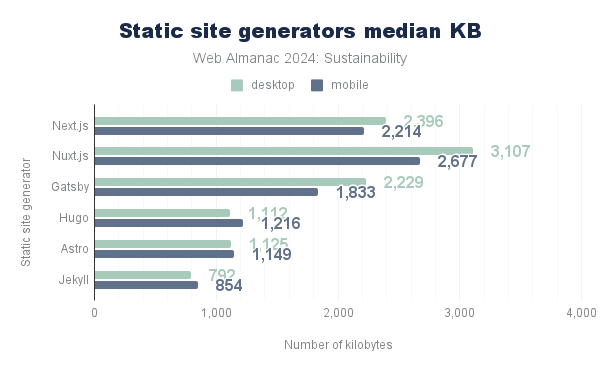 Static site generators median KB
Web Almanac 2024: Sustainability
desktop mobile
Static site generator
Next.js 2,396
2,214
Nuxt.js 3,107
2,677
Gatsby 2,229
1,833
Hugo 1,112
1,216
Astro 1,125
1,149
Jekyll 792
854
0 1,000 2,000 3,000 4,000
Number of kilobytes